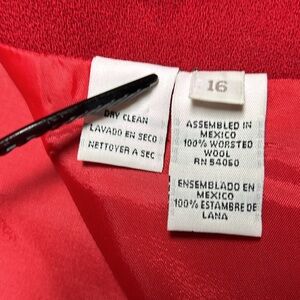 DRY CLEAN
LAVADO EN SECO
NETTOYER A SEC
16
ASSEMBLED IN
MEXICO
100% WORSTED
WOOL
RN 54050
ENSEMBLADO EN
MEXICO
100% ESTAMBRE DE
LANA